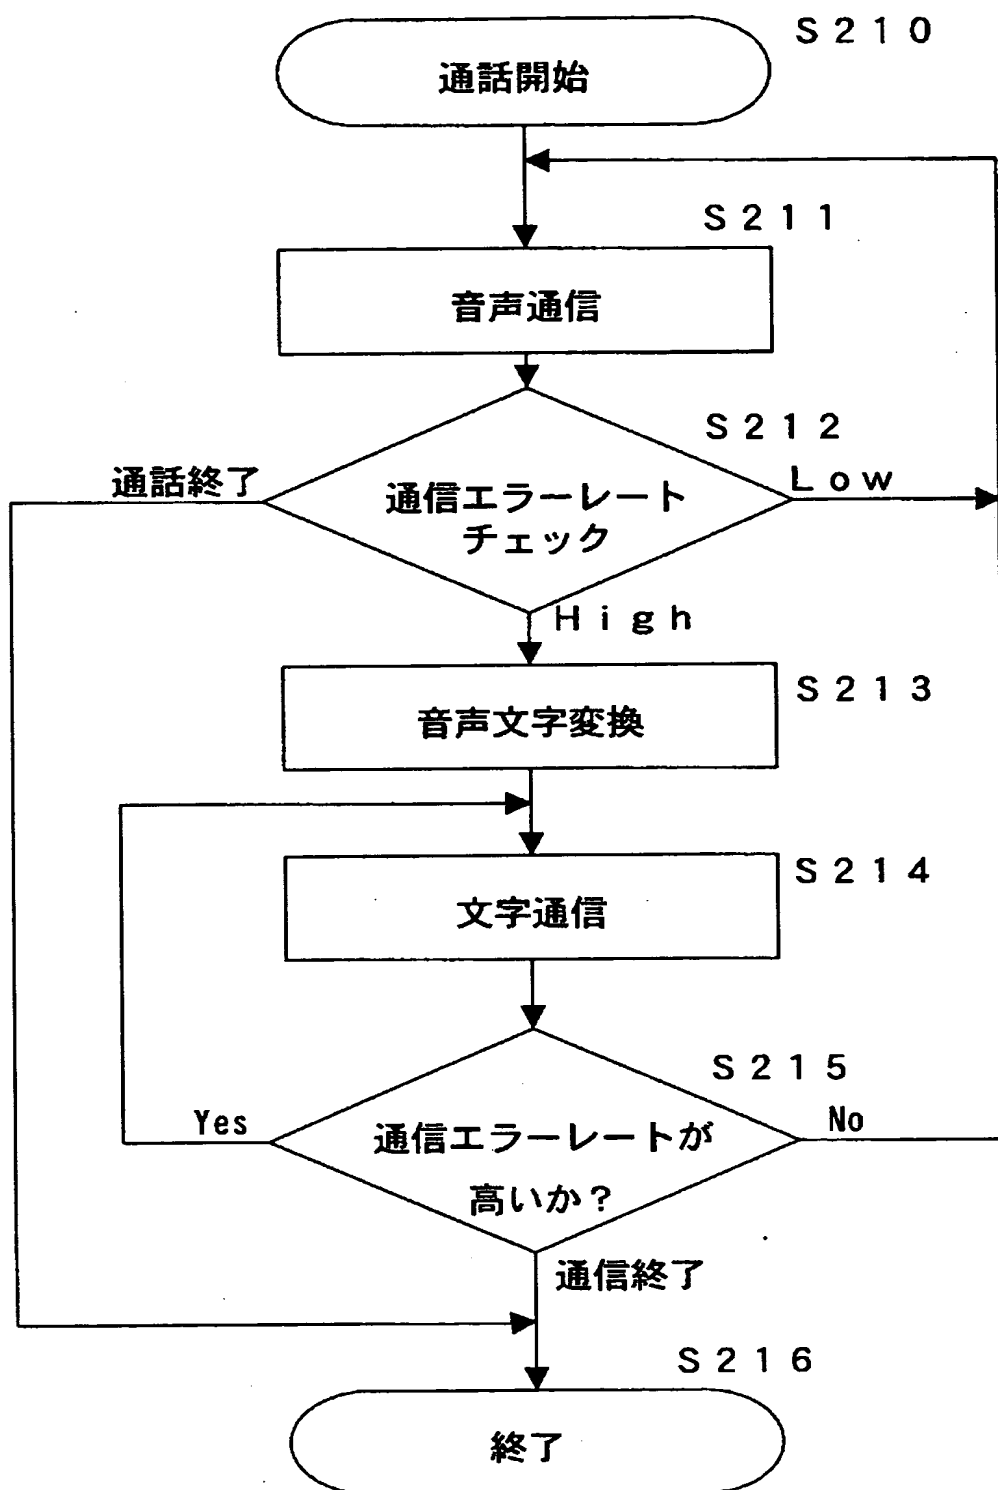 S210
通話開始
S211
音声通信
S212
通話終了
Low
通信エラーレート
チェック
High
S213
音声文字変換
S214
文字通信
S215
Yes
No
通信エラーレートが
高いか？
通信終了
S216
終了